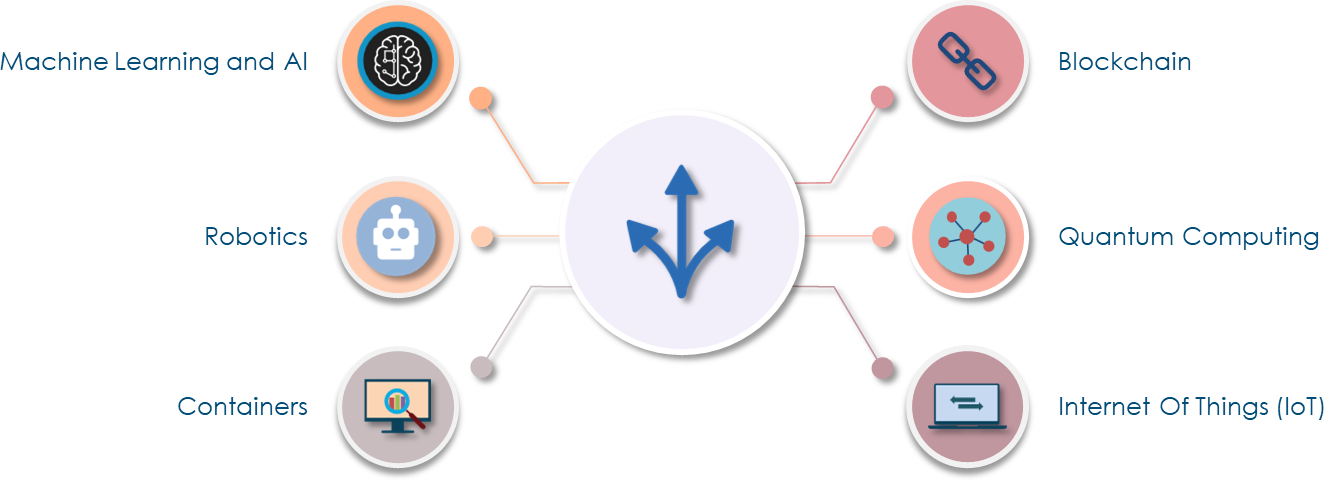 Machine Learning and AI
Blockchain
Robotics
Quantum Computing
Containers
Internet Of Things (IoT)